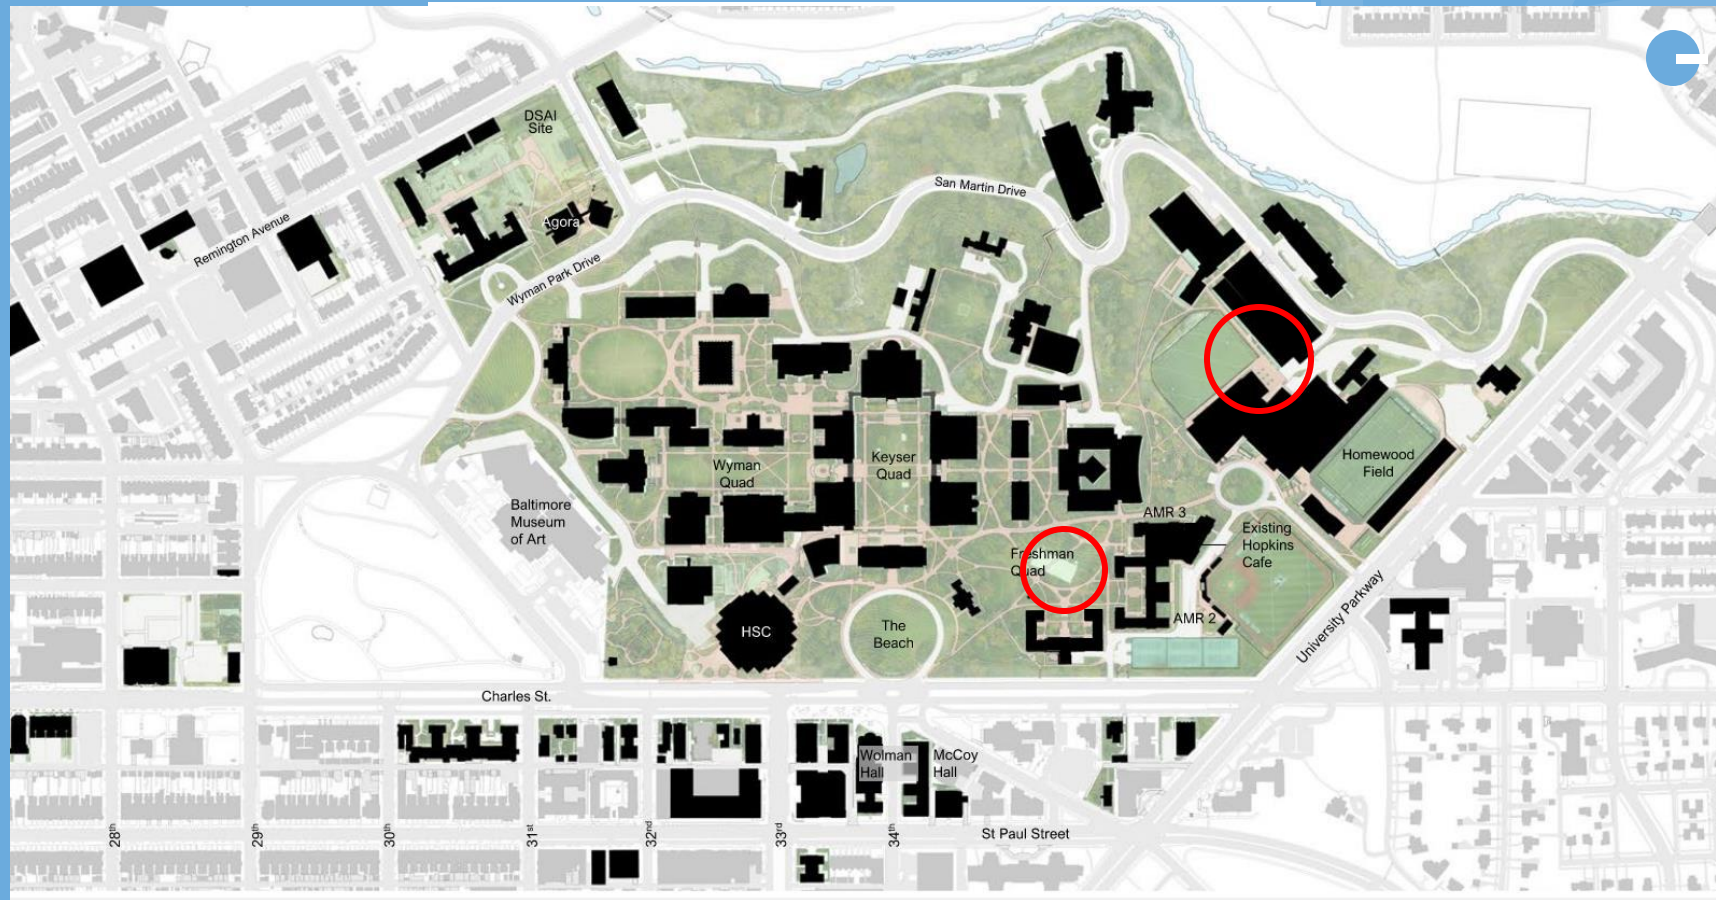 DSAI
Site
Agora
Remington Avenue
Wyman Park Drive
San Martin Drive
Homewood
Field
Keyser
Quad
Wyman
Quad
Baltimore
Museum
of Art
AMR 3
Existing
Hopkins
Cafe
Freshman
Quad
AMR 2
HSC
The
Beach
University Parkway
Charles St.
Wolman
Hall
McCoy
Hall
28th
29th
30th
31st
32nd
33rd
34th
St Paul Street